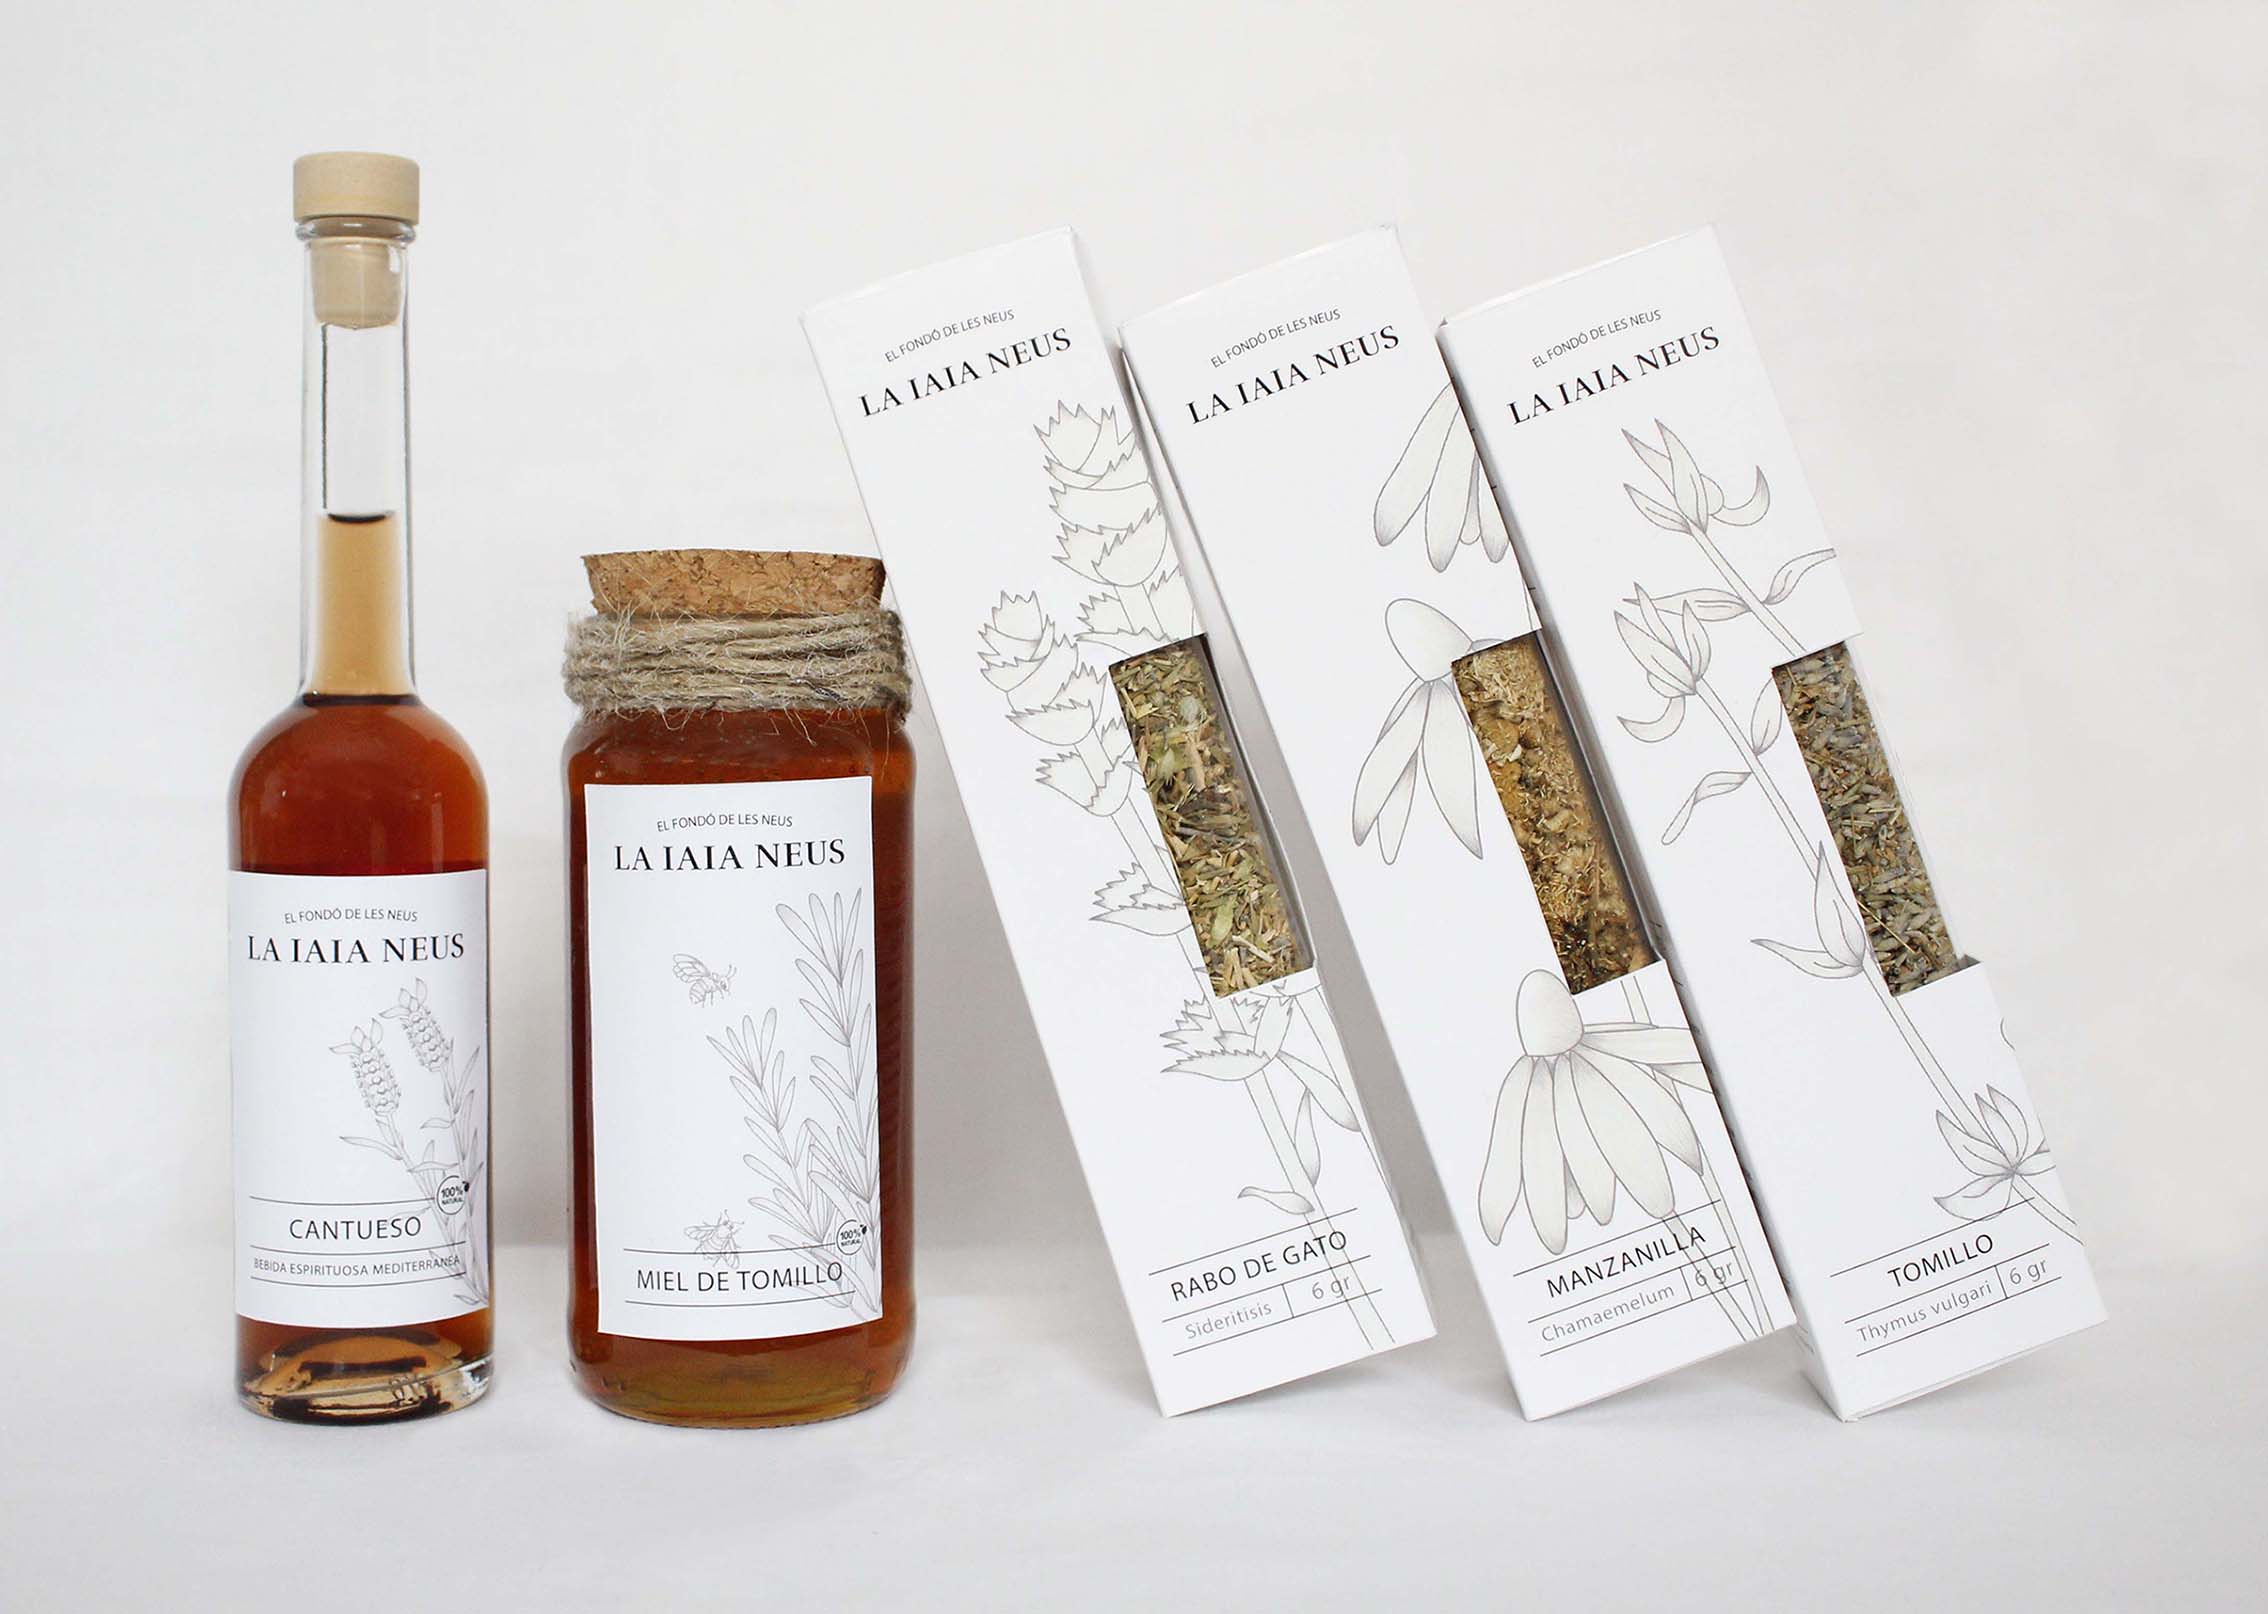 EL FONDÓ DE LES NEUS
LA IAIA NEUS
100%
NATURAL
CANTUESO
BEBIDA ESPIRITUOSA MEDITERRANEA
EL FONDÓ DE LES NEUS
LA IAIA NEUS
100%
NATURAL
MIEL DE TOMILLO
EL FONDÓ DE LES NEUS
LA IAIA NEUS
RABO DE GATO
Sideritisis 6 gr
EL FONDÓ DE LES NEUS
LA IAIA NEUS
MANZANILLA
Chamaemelum 6 gr
EL FONDÓ DE LES NEUS
LA IAIA NEUS
TOMILLO
Thymus vulgari 6 gr